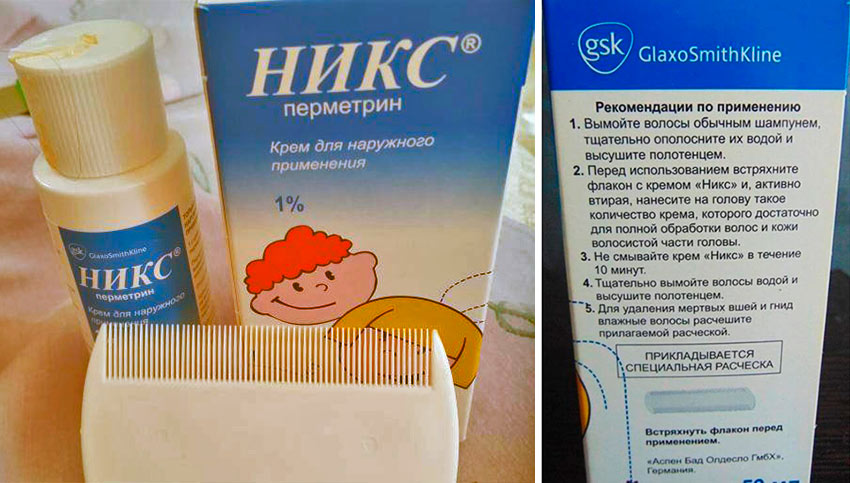 НИКС®
перметрин
Крем для наружного
применения
1%
gsk GlaxoSmithKline
НИКС®
перметрин
Крем для наружного
применения
gsk GlaxoSmithKline
Рекомендации по применению
1. Вымойте волосы обычным шампунем,
тщательно ополосните их водой и
высушите полотенцем.
2. Перед использованием встряхните
флакон с кремом «Никс» и, активно
втирая, нанесите на голову такое
количество крема, которого достаточно
для полной обработки волос и кожи
волосистой части головы.
3. Не смывайте крем «Никс» в течение
10 минут.
4. Тщательно вымойте волосы водой и
высушите полотенцем.
5. Для удаления мертвых вшей и гнид
влажные волосы расчешите
прилагаемой расческой.
ПРИКЛАДЫВАЕТСЯ
СПЕЦИАЛЬНАЯ РАСЧЕСКА
Встряхнуть флакон перед
применением.
«Аспен Бад Олдесло ГмбХ»,
Германия.